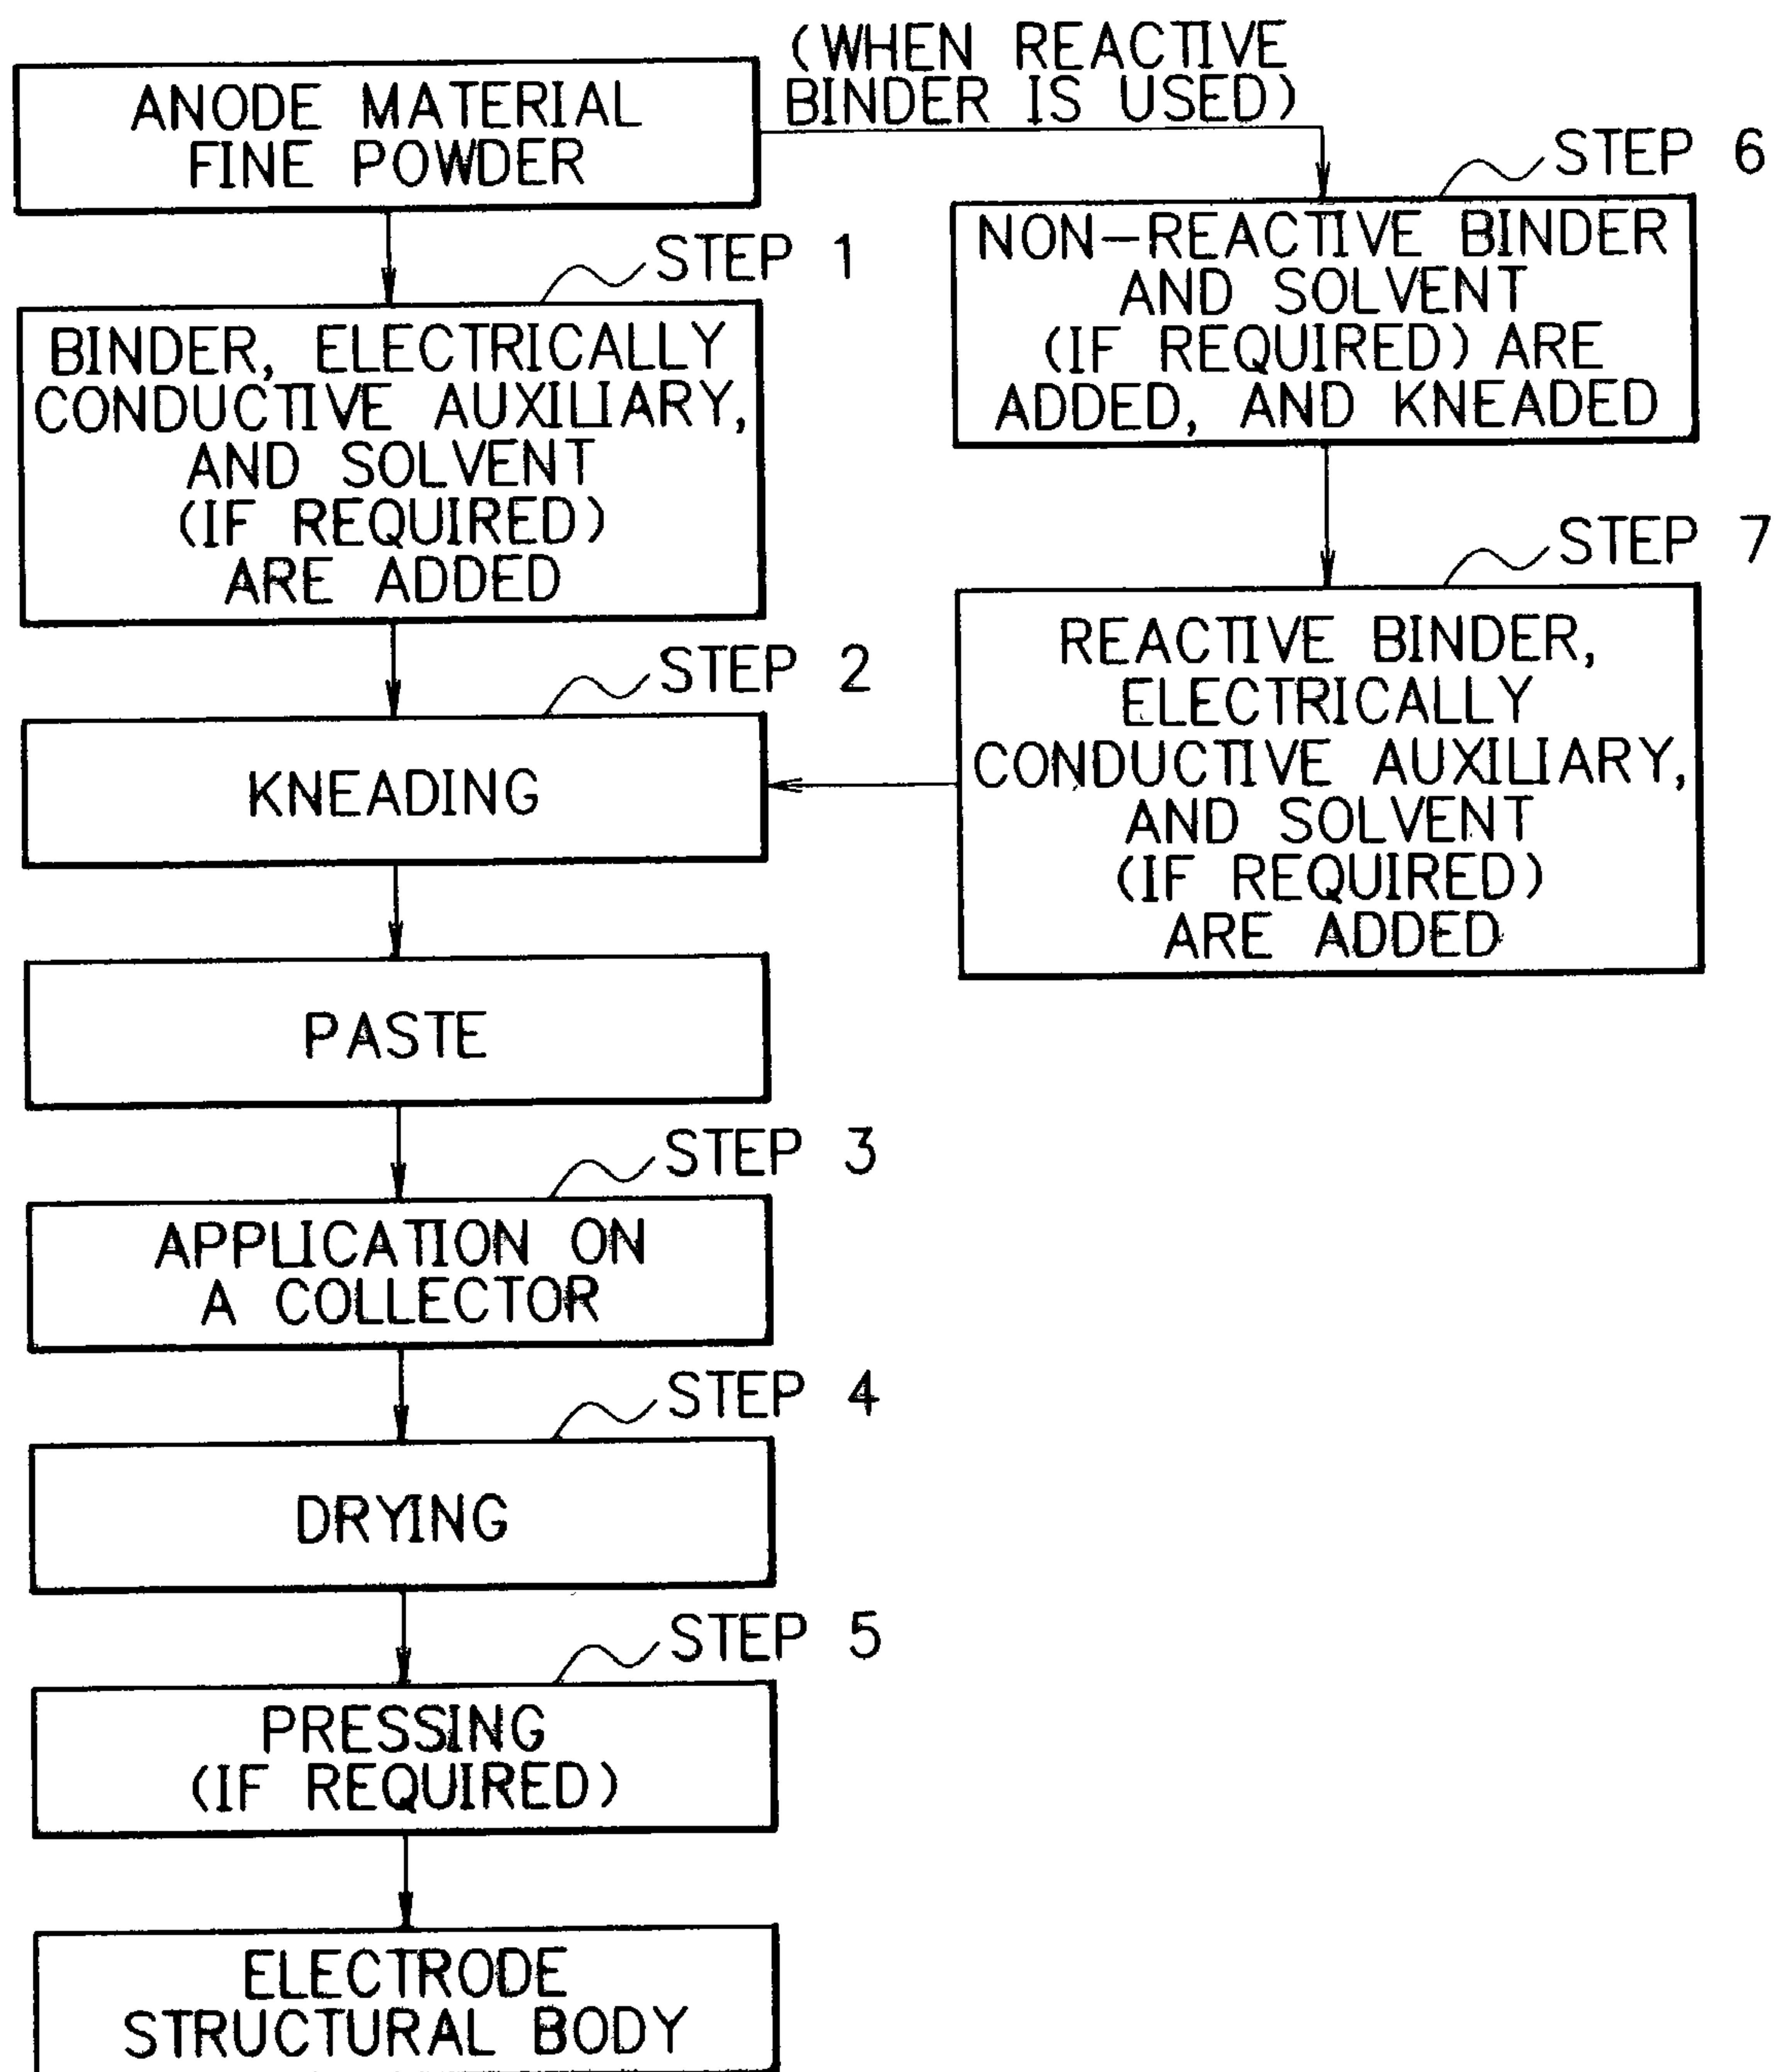 (WHEN REACTIVE
BINDER IS USED)
ANODE MATERIAL
FINE POWDER
STEP 6
NON-REACTIVE BINDER
AND SOLVENT
(IF REQUIRED) ARE
ADDED, AND KNEADED
STEP 1
BINDER, ELECTRICALLY
CONDUCTIVE AUXILIARY,
AND SOLVENT
(IF REQUIRED)
ARE ADDED
STEP 7
REACTIVE BINDER,
ELECTRICALLY
CONDUCTIVE AUXILIARY,
AND SOLVENT
(IF REQUIRED)
ARE ADDED
STEP 2
KNEADING
PASTE
STEP 3
APPLICATION ON
A COLLECTOR
STEP 4
DRYING
STEP 5
PRESSING
(IF REQUIRED)
ELECTRODE
STRUCTURAL BODY